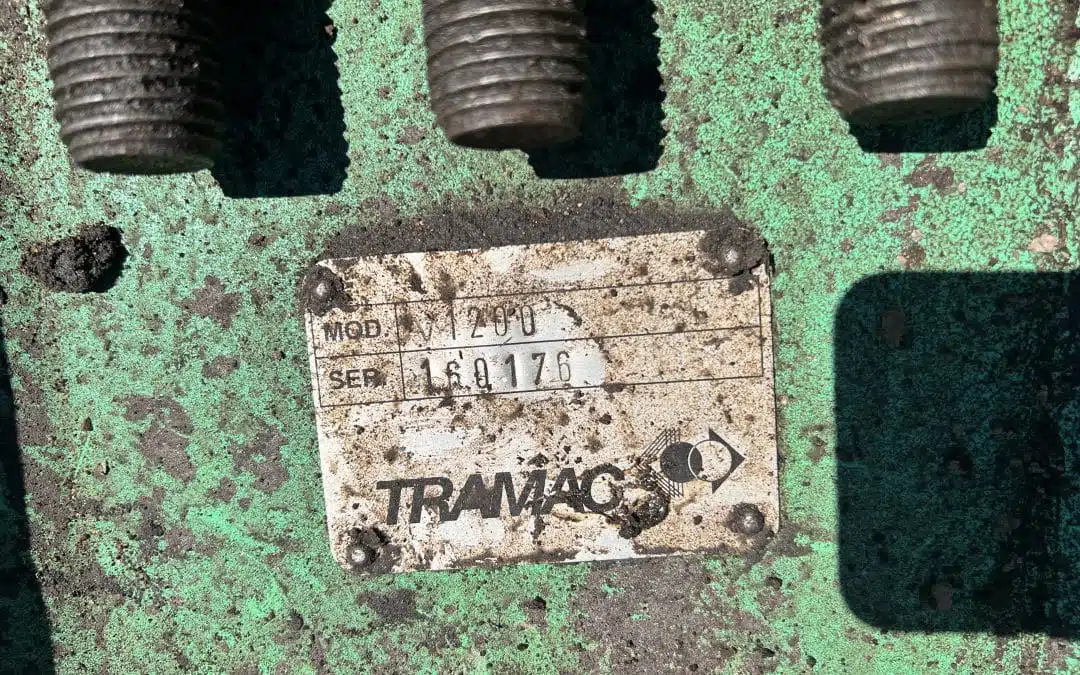 MOD. V1200
SER. 160176
TRAMAC